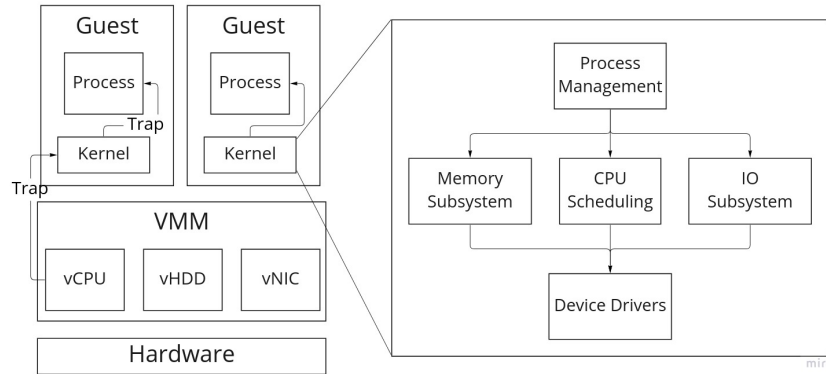 Guest
Process
Trap
Kernel
Guest
Process
Kernel
Trap
VMM
vCPU
vHDD
vNIC
Hardware
Process
Management
Memory
Subsystem
CPU
Scheduling
IO
Subsystem
Device Drivers